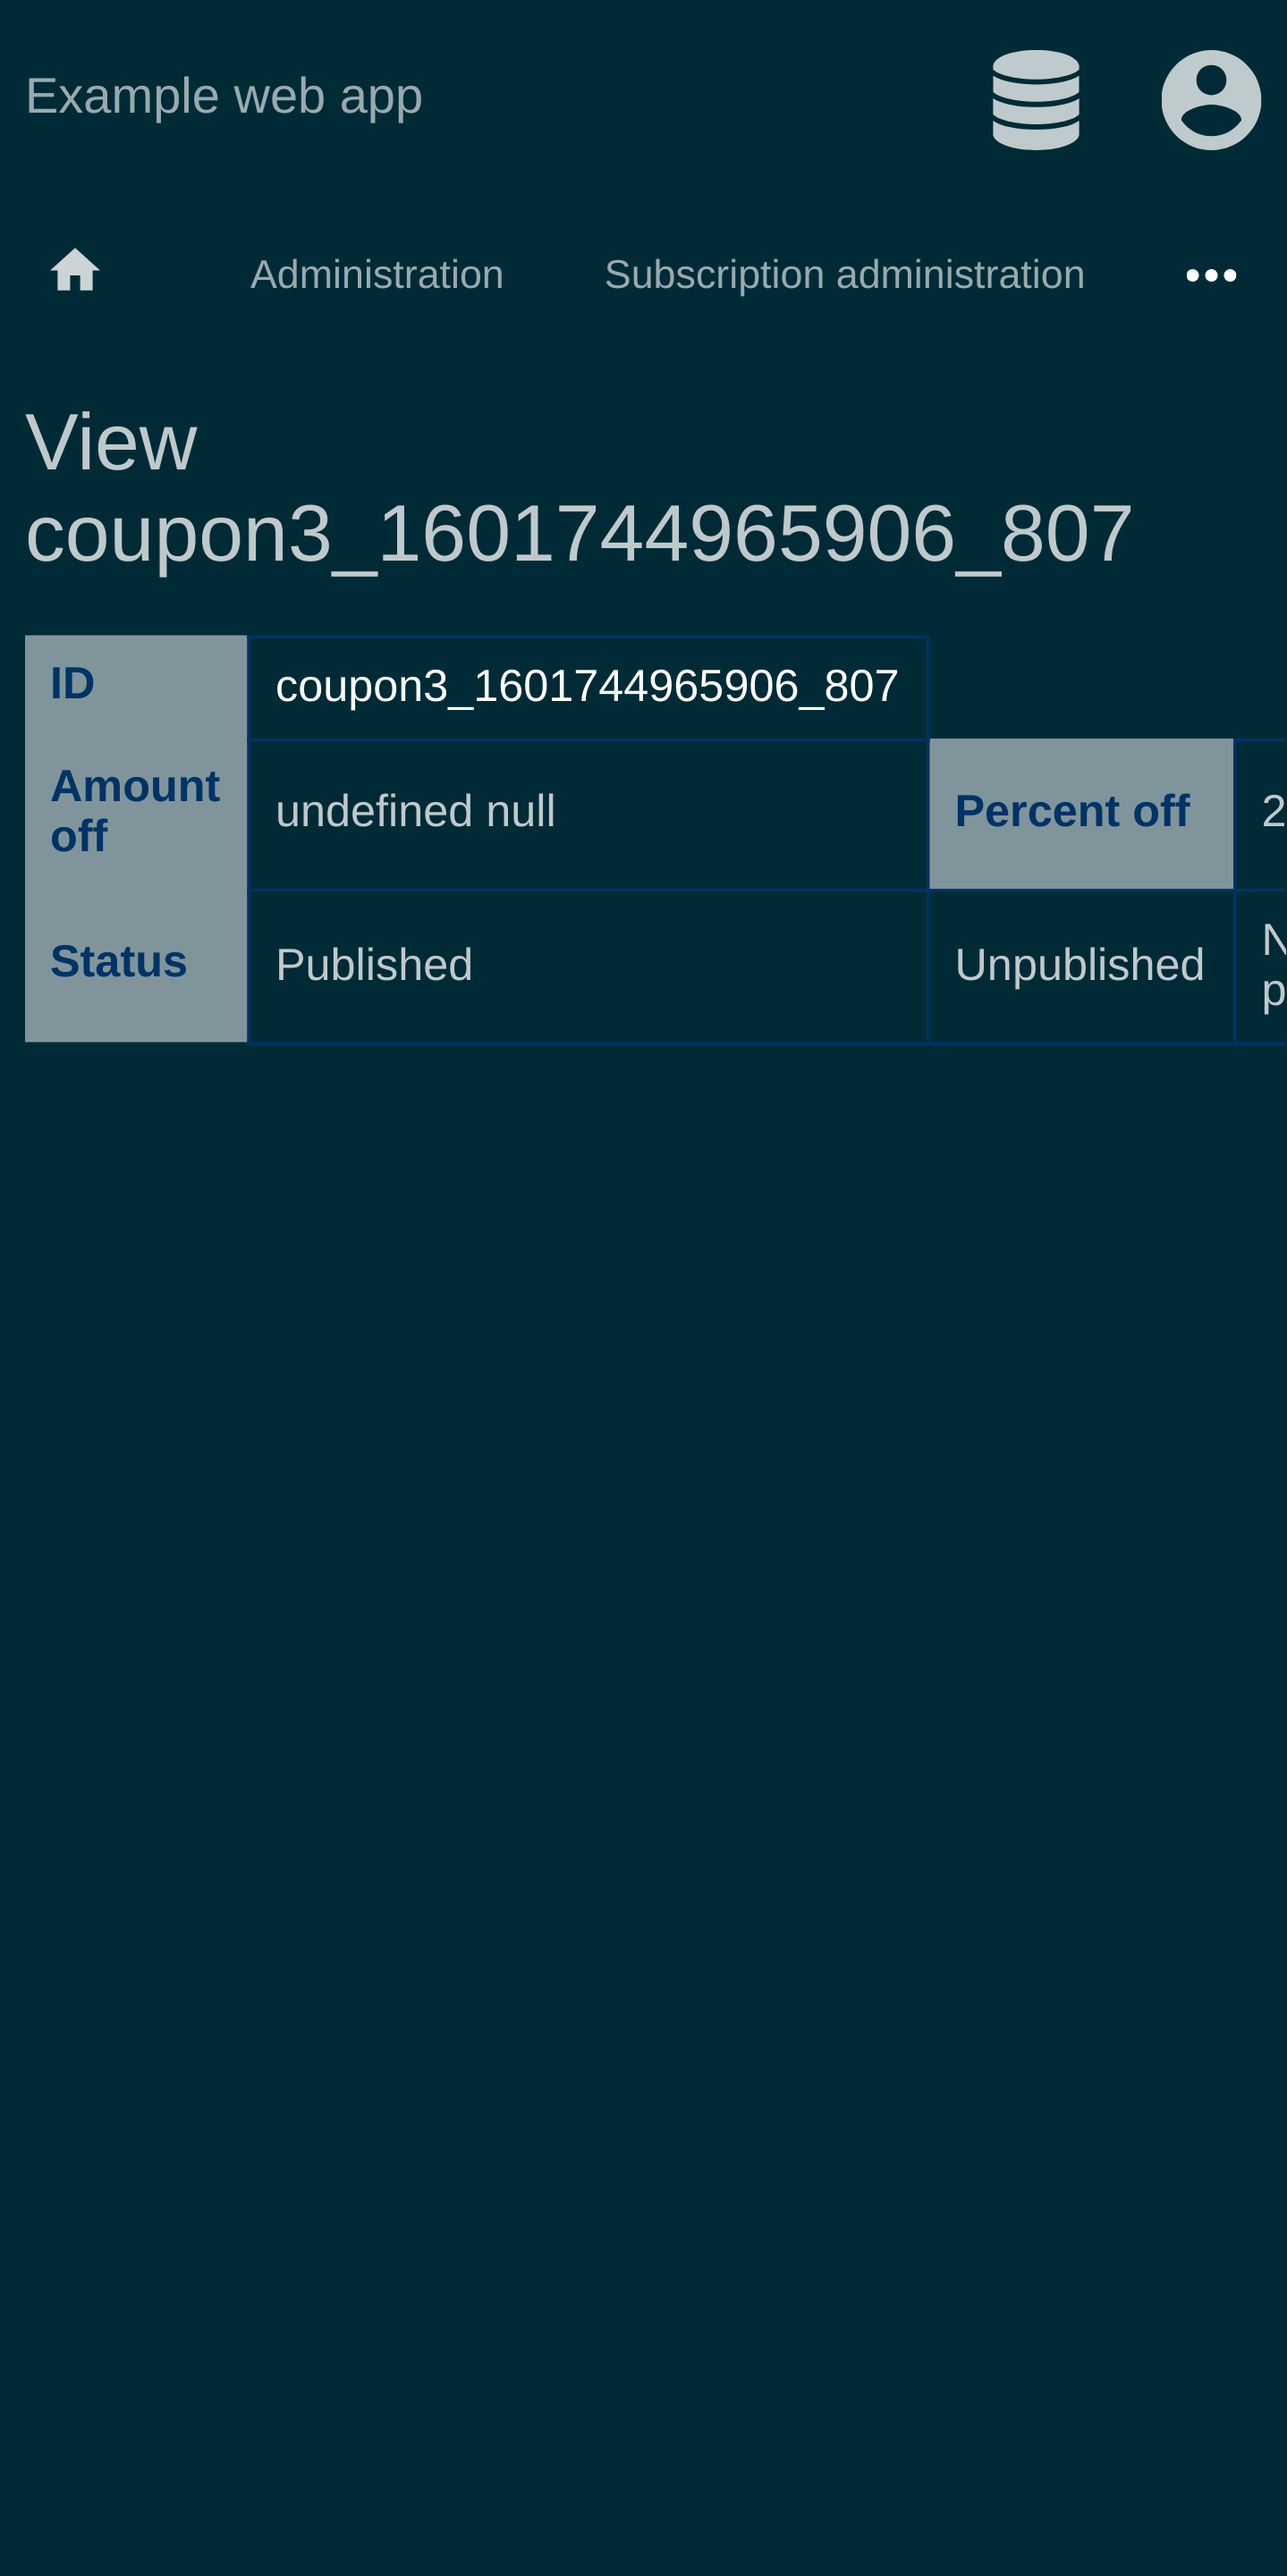 Example web app
Administration Subscription administration
View
coupon3_1601744965906_807
ID coupon3_1601744965906_807
Amount
off
undefined null Percent off 2
Status Published Unpublished